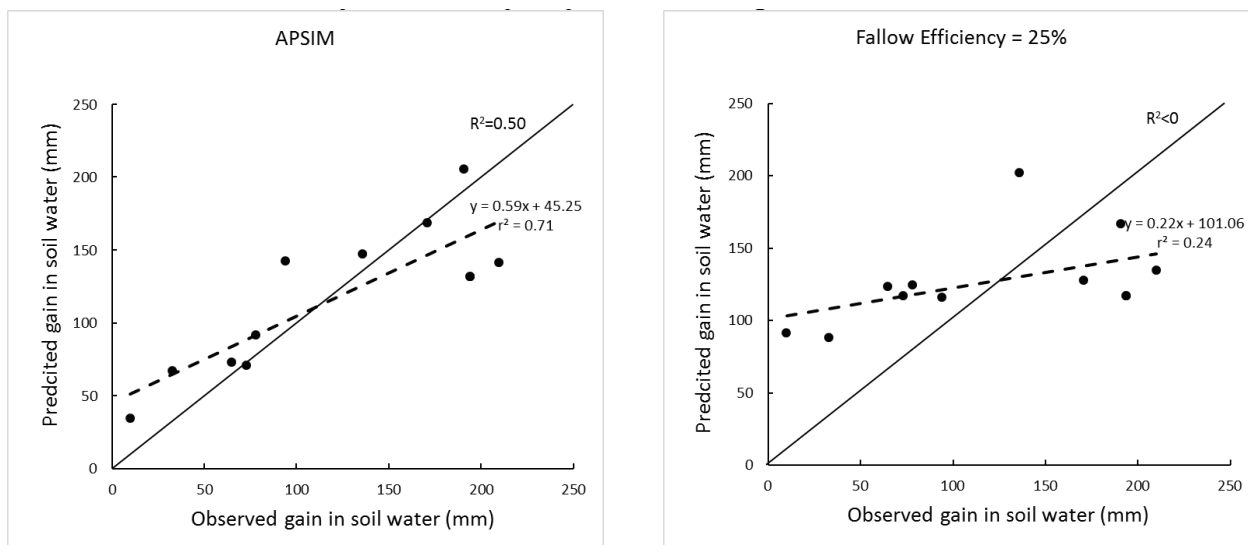 APSIM
250
200
150
100
50
0
Predcited gain in soil water (mm)
R²=0.50
y = 0.59x + 45.25
r² = 0.71
0 50 100 150 200 250
Observed gain in soil water (mm)
Fallow Efficiency = 25%
250
200
150
100
50
0
Predcited gain in soil water (mm)
R²<0
y = 0.22x + 101.06
r² = 0.24
0 50 100 150 200 250
Observed gain in soil water (mm)